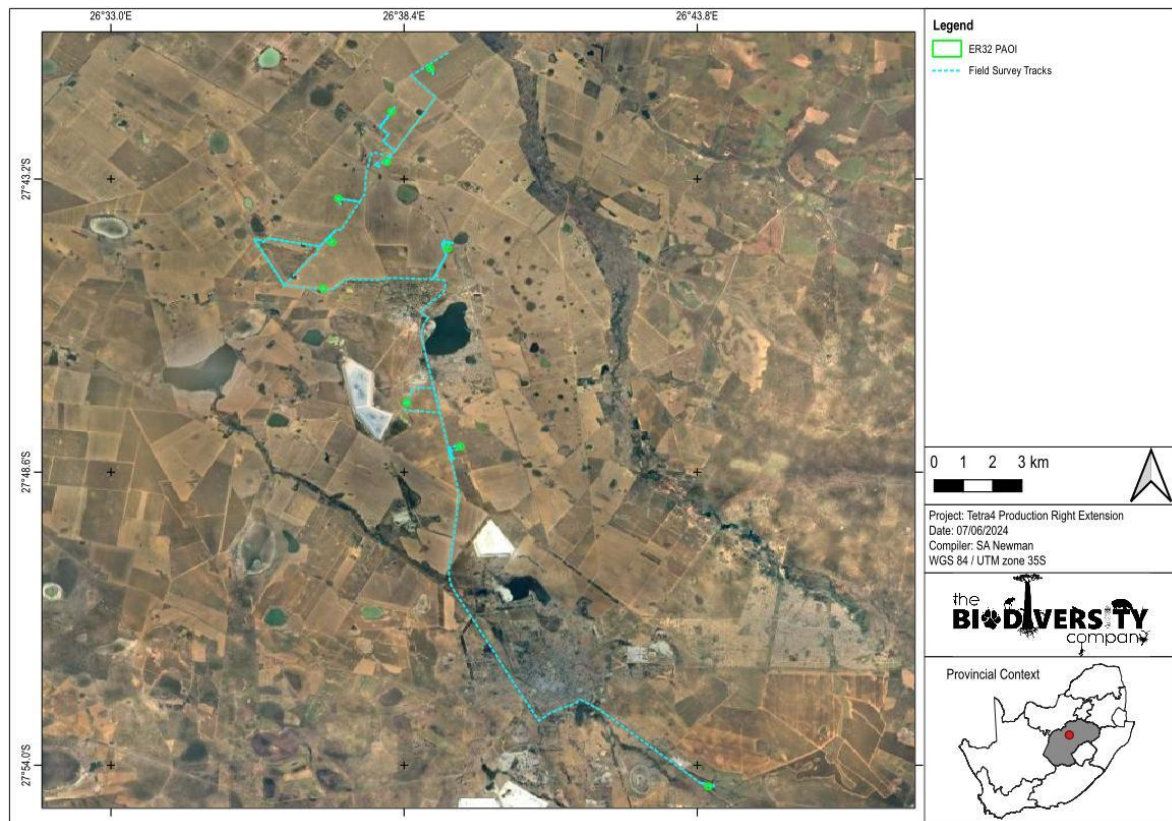 26°33.0'E
26°38.4'E
26°43.8'E
27°43.2'S
27°48.6'S
27°54.0'S
Legend
ER32 PAOI
Field Survey Tracks
0 1 2 3 km
Project: Tetra4 Production Right Extension
Date: 07/06/2024
Compiler: SA Newman
WGS 84 / UTM zone 35S
the
BIODIVERSITY
company
Provincial Context